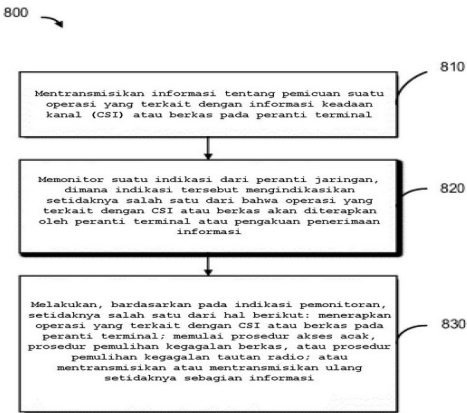 800
810
Mentransmisikan informasi tentang pemicuan suatu
operasi yang terkait dengan informasi keadaan
kanal (CSI) atau berkas pada peranti terminal
820
Memonitor suatu indikasi dari peranti jaringan,
dimana indikasi tersebut mengindikasikan
setidaknya salah satu dari bahwa operasi yang
terkait dengan CSI atau berkas akan diterapkan
oleh peranti terminal atau pengakuan penerimaan
informasi
830
Melakukan, bardasarkan pada indikasi pemonitoran,
setidaknya salah satu dari hal berikut: menerapkan
operasi yang terkait dengan CSI atau berkas pada
peranti terminal; memulai prosedur akses acak,
prosedur pemulihan kegagalan berkas, atau prosedur
pemulihan kegagalan tautan radio; atau
mentransmisikan atau mentransmisikan ulang
setidaknya sebagian informasi